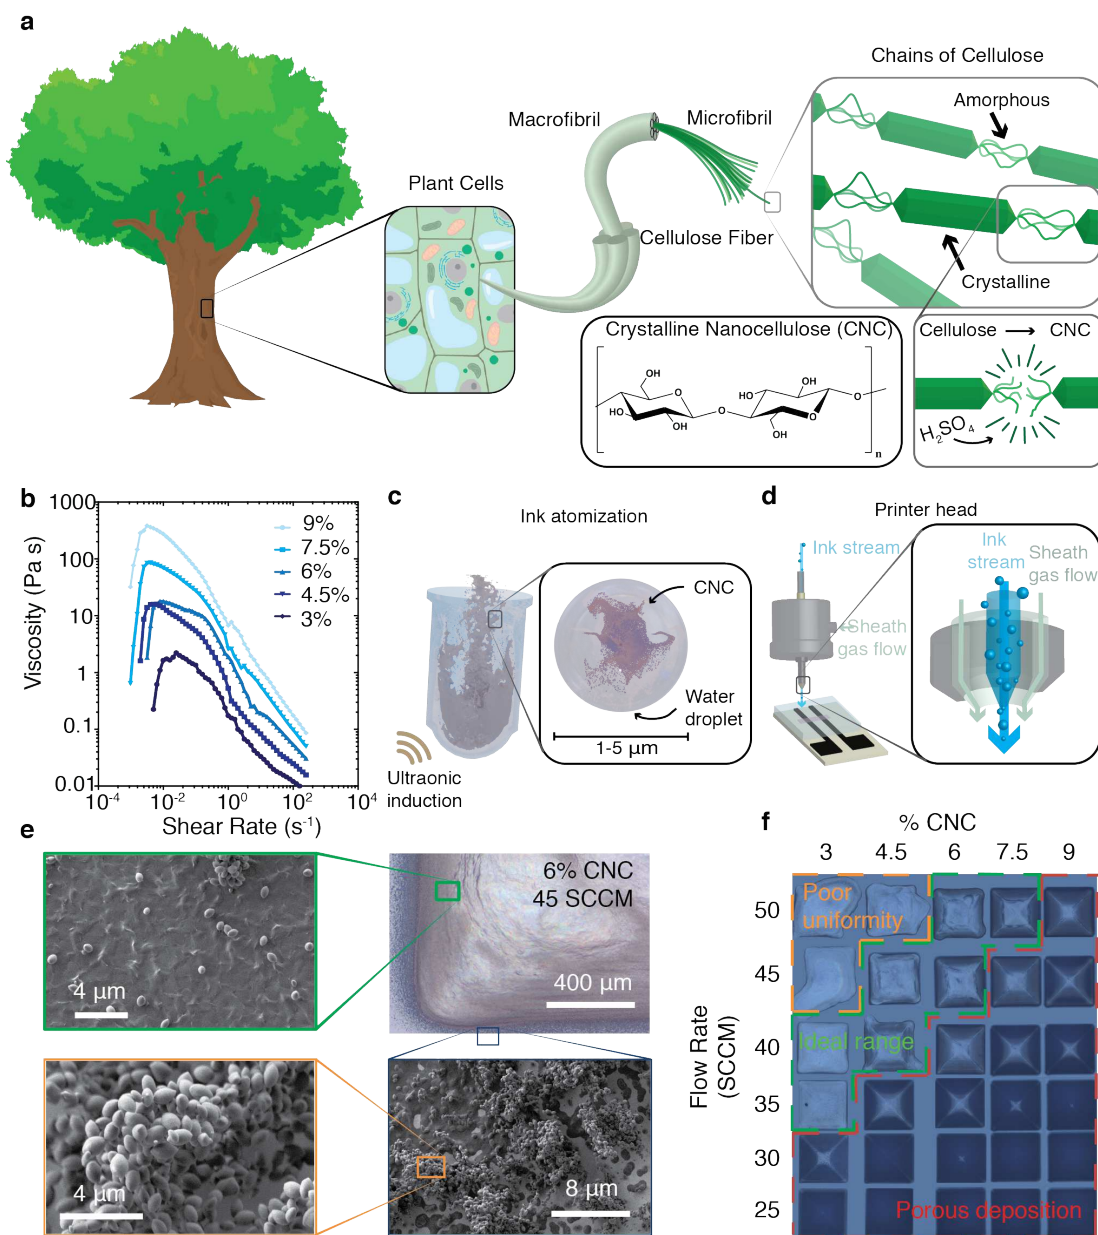 a
Chains of Cellulose
Amorphous
Macrofibril
Microfibril
Plant Cells
Cellulose Fiber
Crystalline
Crystalline Nanocellulose (CNC)
OH
HO
O
OH
HO
OH
O
HO
O
OH
O
n
Cellulose → CNC
H₂SO₄
b
Viscosity (Pa s)
1000
100
10
1
0.1
0.01
10⁻⁴
10⁻²
10⁰
10²
10⁴
Shear Rate (s⁻¹)
9%
7.5%
6%
4.5%
3%
c
Ink atomization
CNC
Water
droplet
1-5 µm
Ultraonic
induction
d
Printer head
Ink stream
Sheath
gas flow
Ink
stream
Sheath
gas flow
e
4 µm
6% CNC
45 SCCM
400 µm
4 µm
8 µm
f
% CNC
3 4.5 6 7.5 9
Flow Rate
(SCCM)
50
45
40
35
30
25
Poor
uniformity
Ideal range
Porous deposition